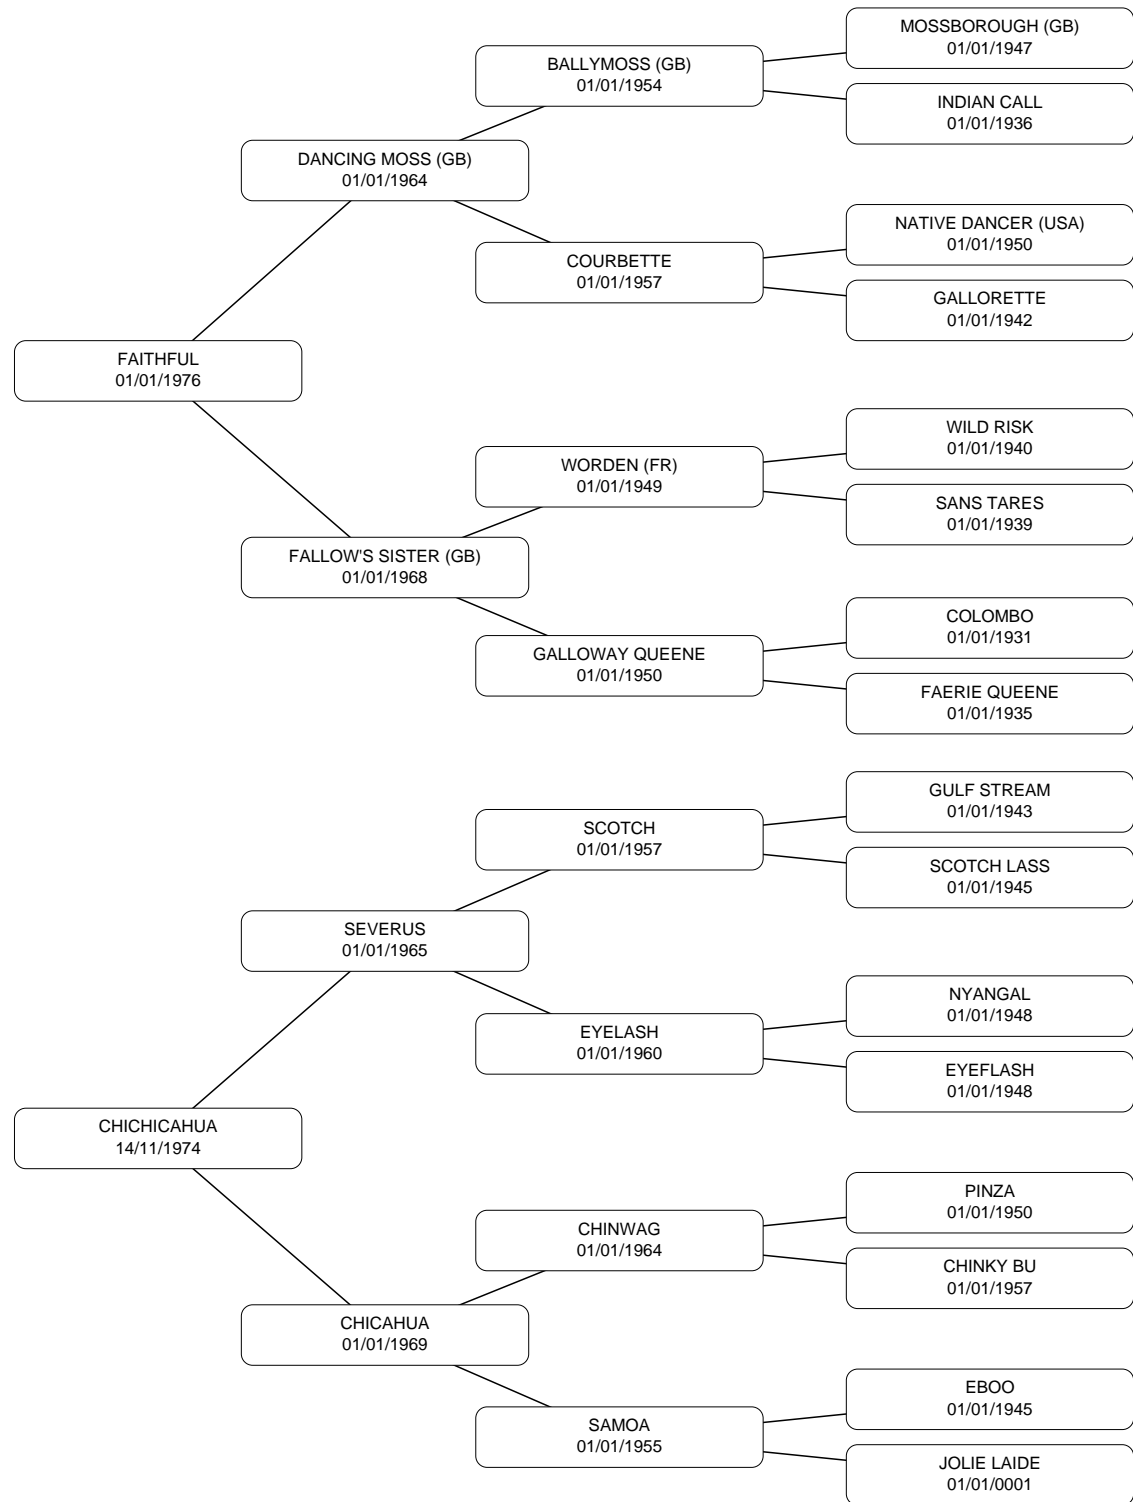 MOSSBOROUGH (GB)
01/01/1947
BALLYMOSS (GB)
01/01/1954
INDIAN CALL
01/01/1936
DANCING MOSS (GB)
01/01/1964
NATIVE DANCER (USA)
01/01/1950
COURBETTE
01/01/1957
GALLORETTE
01/01/1942
FAITHFUL
01/01/1976
WILD RISK
01/01/1940
WORDEN (FR)
01/01/1949
SANS TARES
01/01/1939
FALLOW'S SISTER (GB)
01/01/1968
COLOMBO
01/01/1931
GALLOWAY QUEENE
01/01/1950
FAERIE QUEENE
01/01/1935
GULF STREAM
01/01/1943
SCOTCH
01/01/1957
SCOTCH LASS
01/01/1945
SEVERUS
01/01/1965
NYANGAL
01/01/1948
EYELASH
01/01/1960
EYEFLASH
01/01/1948
CHICHICAHUA
14/11/1974
PINZA
01/01/1950
CHINWAG
01/01/1964
CHINKY BU
01/01/1957
CHICAHUA
01/01/1969
EBOO
01/01/1945
SAMOA
01/01/1955
JOLIE LAIDE
01/01/0001